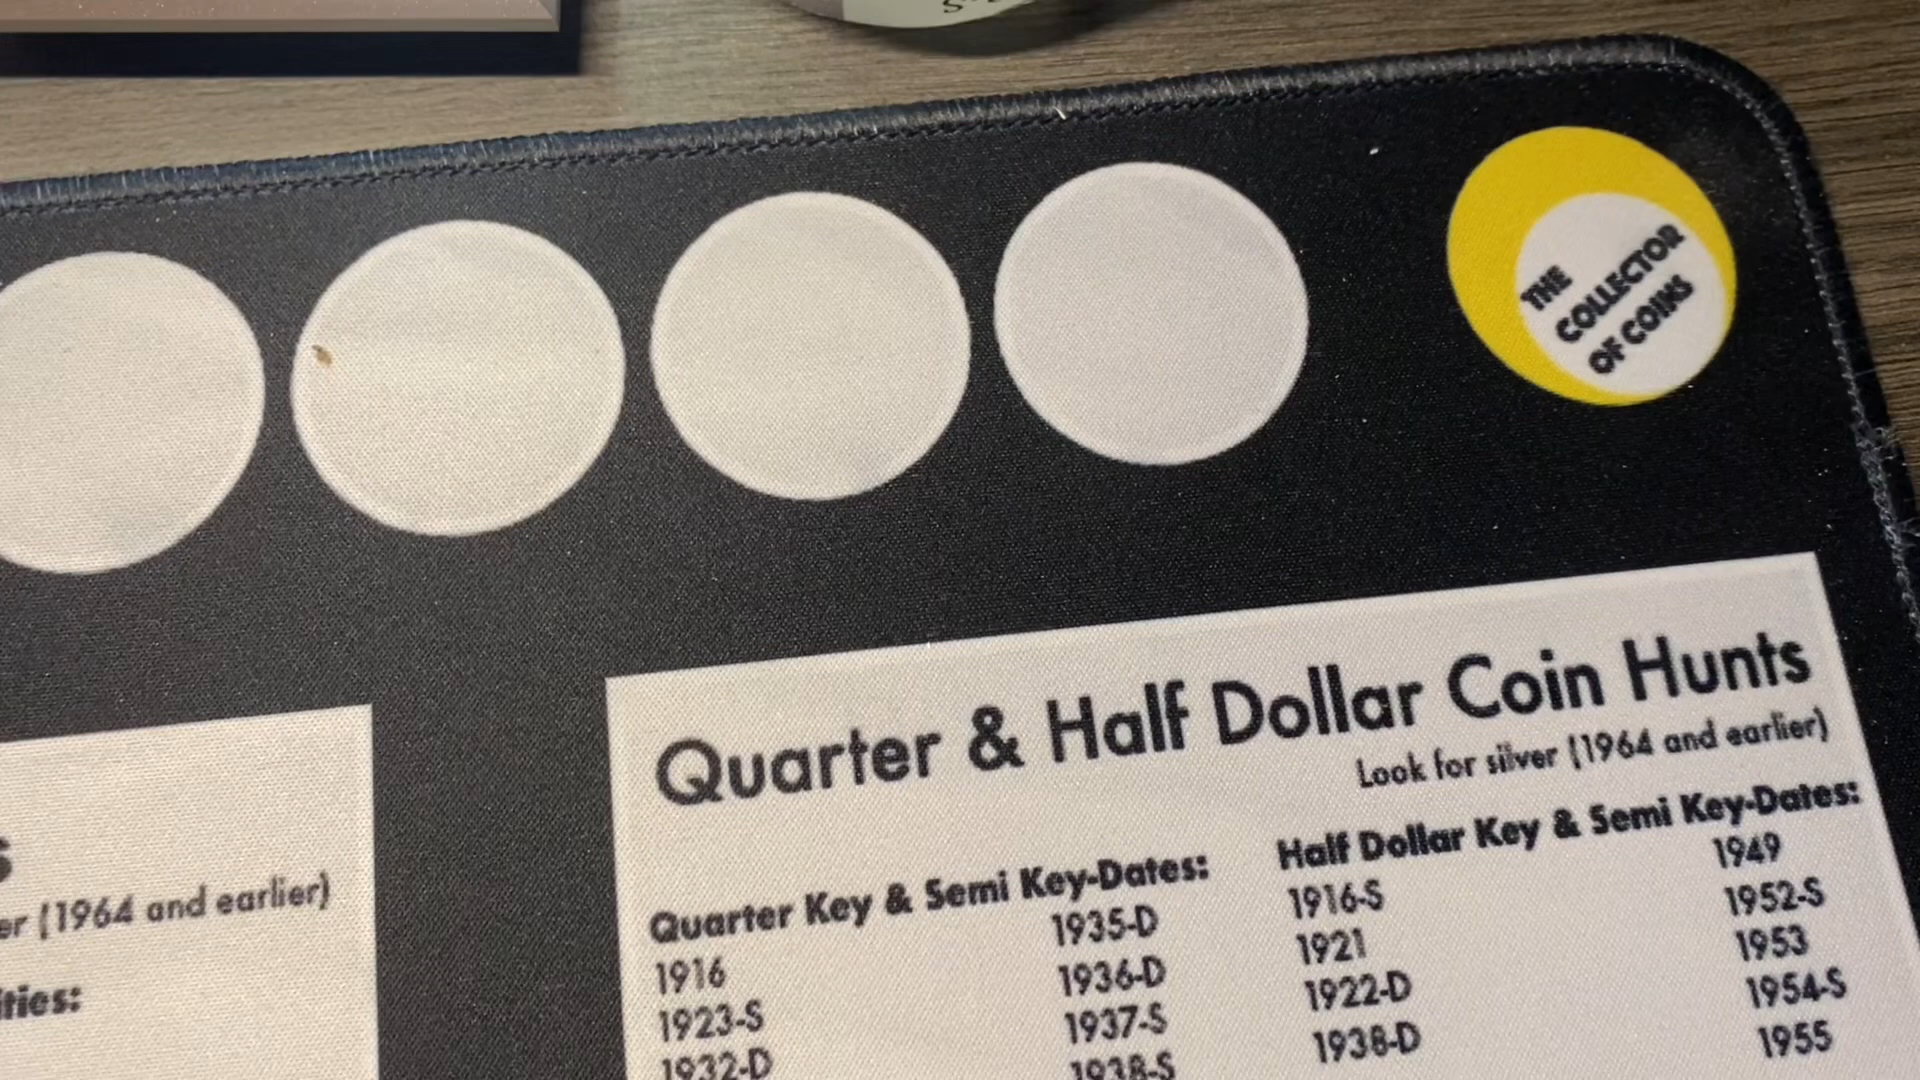 THE
COLLECTOR
OF COINS
Quarter & Half Dollar Coin Hunts
Look for silver (1964 and earlier)
Quarter Key & Semi Key-Dates:
1916
1923-S
1932-D
1935-D
1936-D
1937-S
1938-S
Half Dollar Key & Semi Key-Dates:
1916-S
1921
1922-D
1938-D
1949
1952-S
1953
1954-S
1955
s
er (1964 and earlier)
ities: